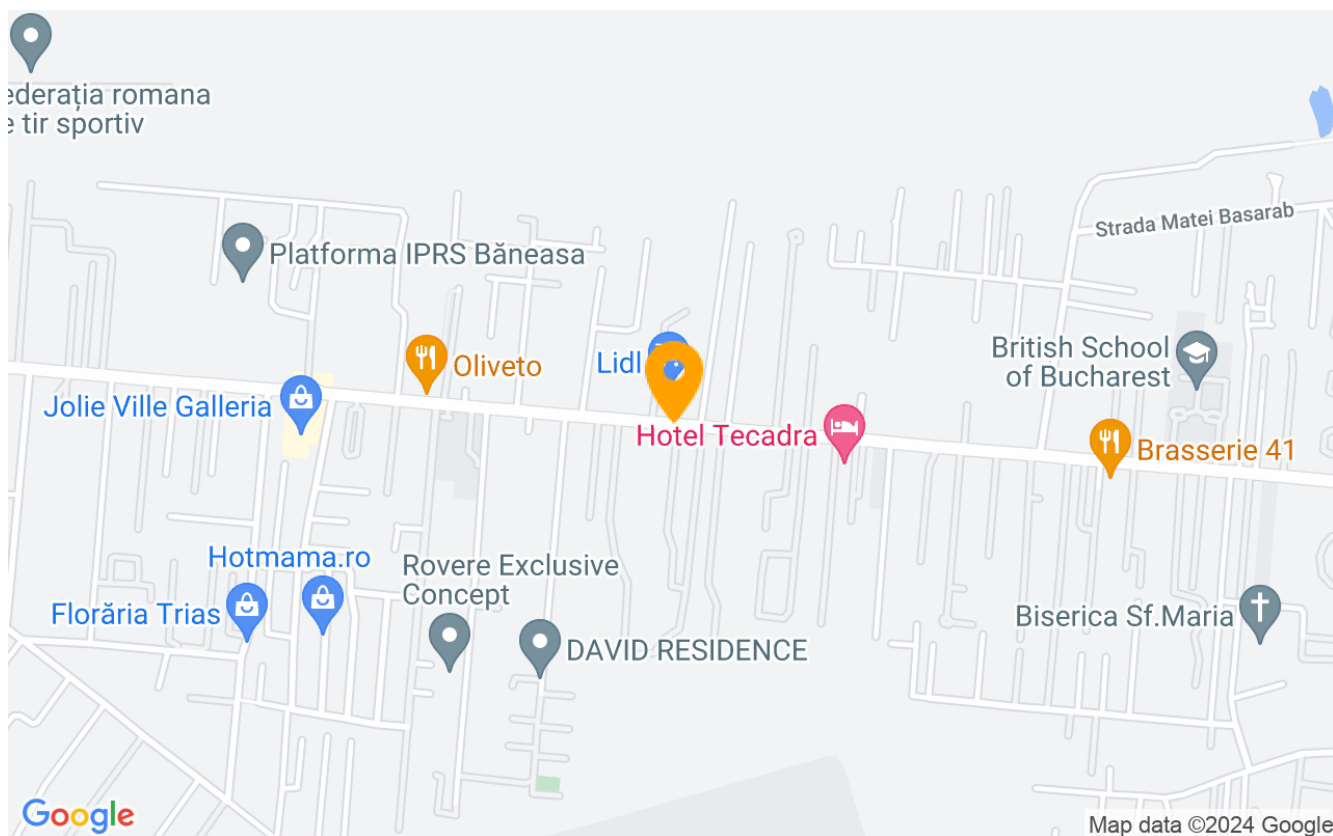 ederația romana
e tir sportiv
Strada Matei Basarab
Platforma IPRS Băneasa
British School
of Bucharest
Lidl
Oliveto
Jolie Ville Galleria
Hotel Tecadra
Brasserie 41
Hotmama.ro
Rovere Exclusive
Concept
Florăria Trias
Biserica Sf.Maria
DAVID RESIDENCE
Google
Map data ©2024 Google